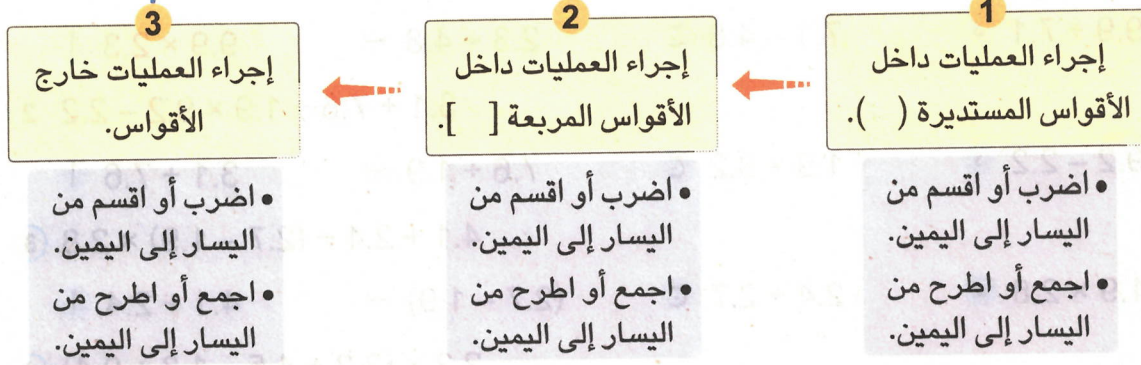 1
إجراء العمليات داخل
الأقواس المستديرة ( ).
• اضرب أو اقسم من
اليسار إلى اليمين.
• اجمع أو اطرح من
اليسار إلى اليمين.
2
إجراء العمليات داخل
الأقواس المربعة [ ].
• اضرب أو اقسم من
اليسار إلى اليمين.
• اجمع أو اطرح من
اليسار إلى اليمين.
3
إجراء العمليات خارج
الأقواس.
• اضرب أو اقسم من
اليسار إلى اليمين.
• اجمع أو اطرح من
اليسار إلى اليمين.